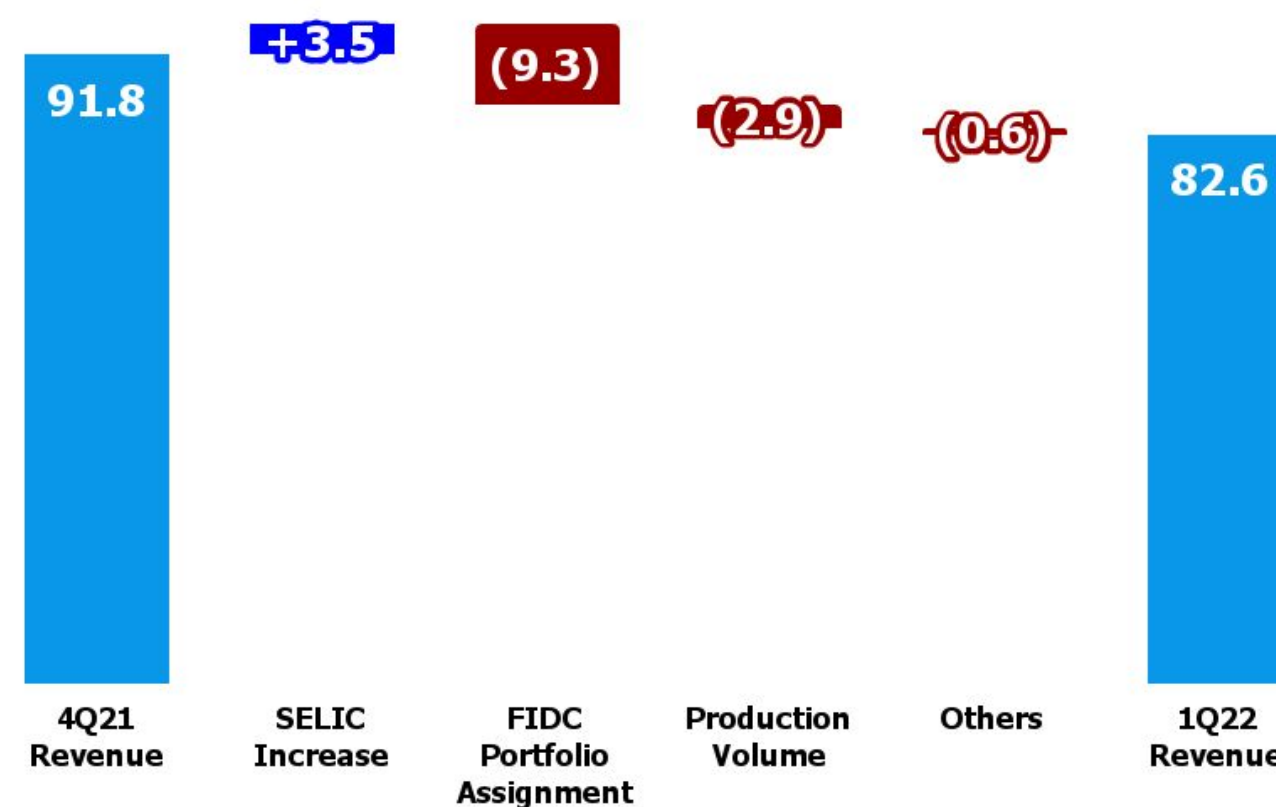 +3.5
(9.3)
91.8
(2.9)
(0.6)
82.6
4Q21
Revenue
SELIC
Increase
FIDC
Portfolio
Assignment
Production
Volume
Others
1Q22
Revenue